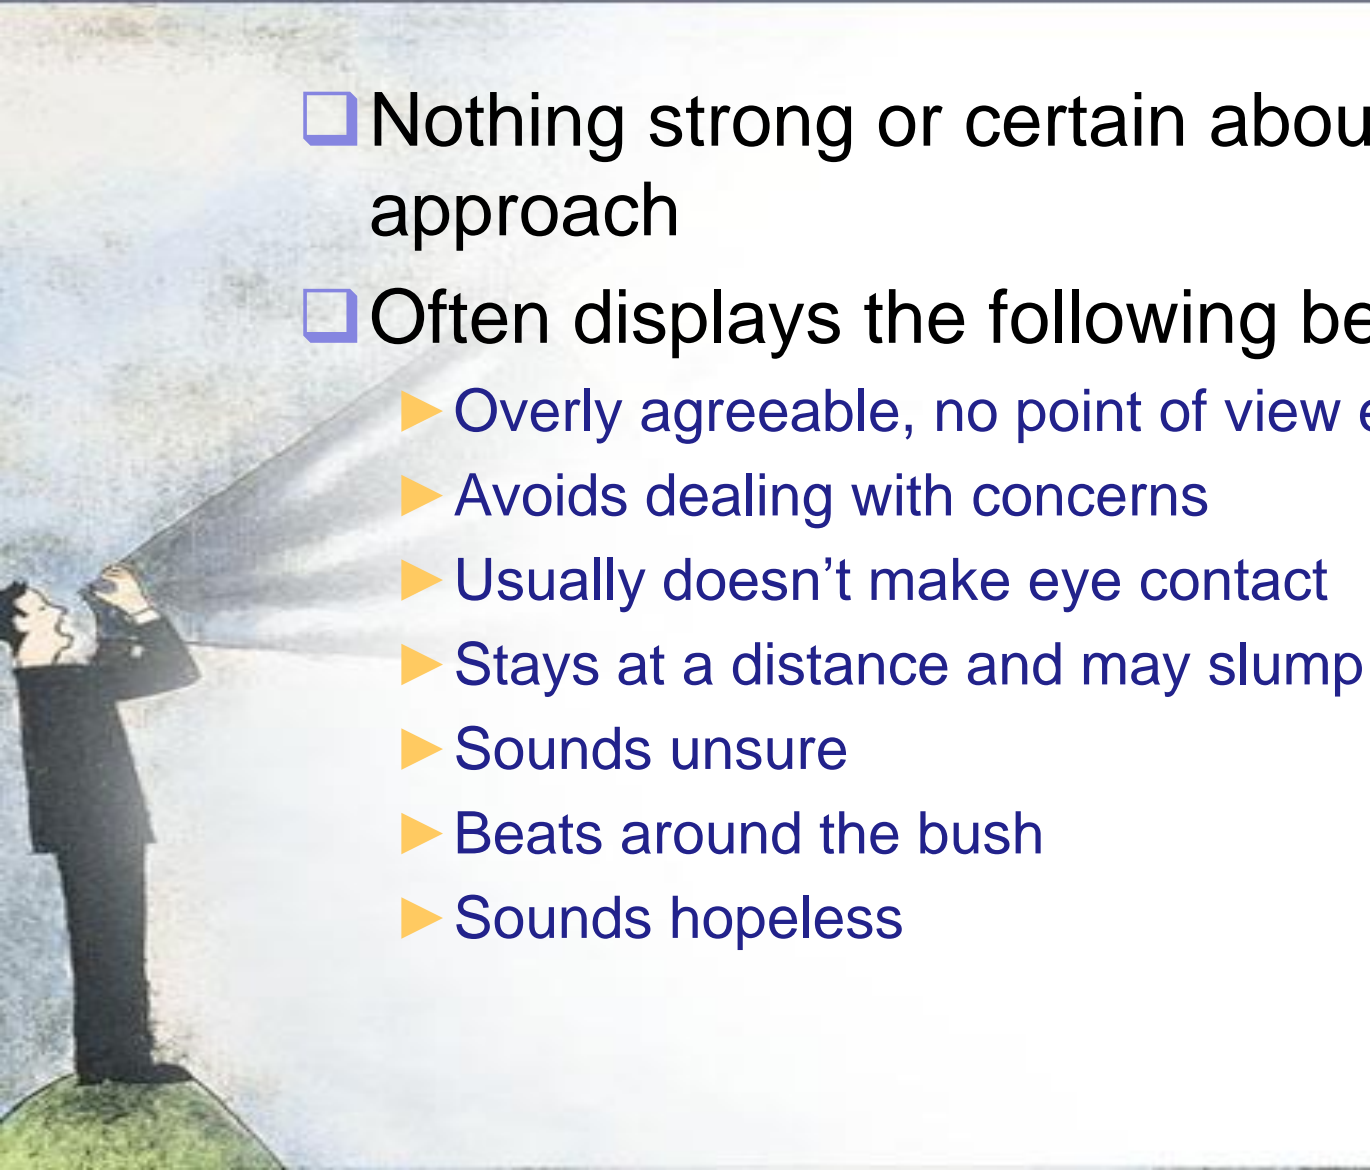 Nothing strong or certain
approach
Often displays the following
Overly agreeable, no point of view
Avoids dealing with concerns
Usually doesn’t make eye contact
Stays at a distance and may slump
Sounds unsure
Beats around the bush
Sounds hopeless